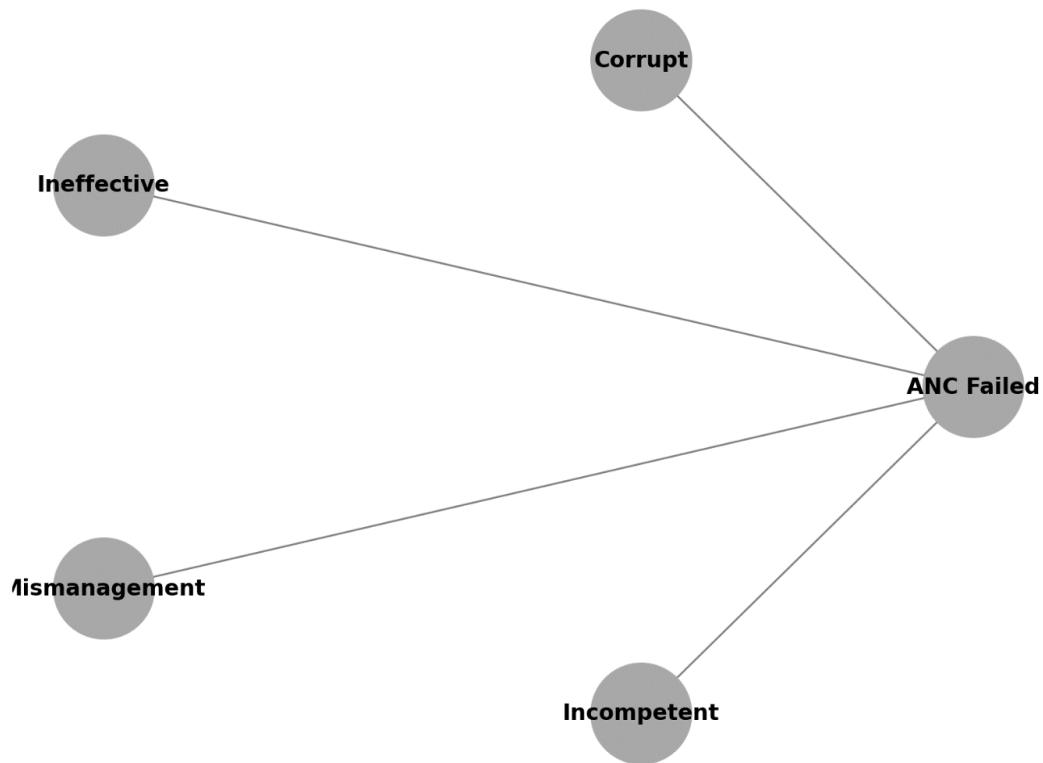 Corrupt
Ineffective
ANC Failed
Mismanagement
Incompetent